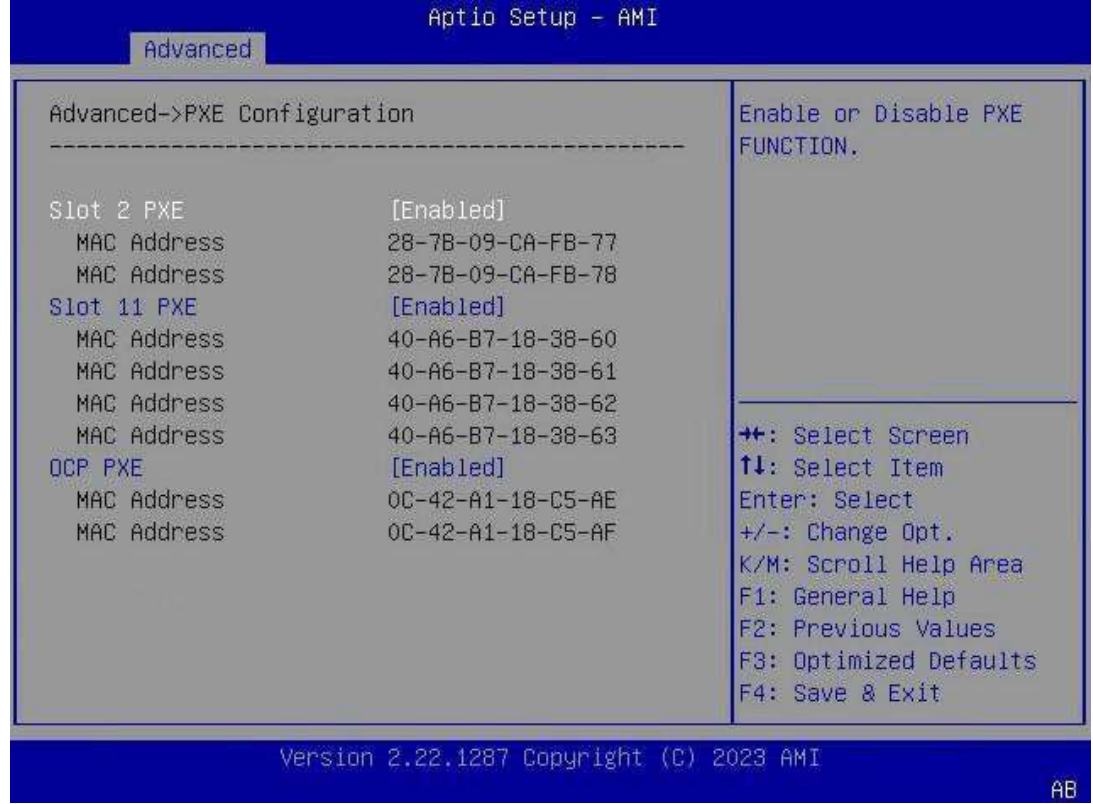 Aptio Setup – AMI
Advanced
Advanced–>PXE Configuration
-----------------------------------------------
Slot 2 PXE [Enabled]
MAC Address 28-7B-09-CA-FB-77
MAC Address 28-7B-09-CA-FB-78
Slot 11 PXE [Enabled]
MAC Address 40-A6-B7-18-38-60
MAC Address 40-A6-B7-18-38-61
MAC Address 40-A6-B7-18-38-62
MAC Address 40-A6-B7-18-38-63
OCP PXE [Enabled]
MAC Address 0C-42-A1-18-C5-AE
MAC Address 0C-42-A1-18-C5-AF
Enable or Disable PXE
FUNCTION.
→←: Select Screen
↑↓: Select Item
Enter: Select
+/-: Change Opt.
K/M: Scroll Help Area
F1: General Help
F2: Previous Values
F3: Optimized Defaults
F4: Save & Exit
Version 2.22.1287 Copyright (C) 2023 AMI
AB